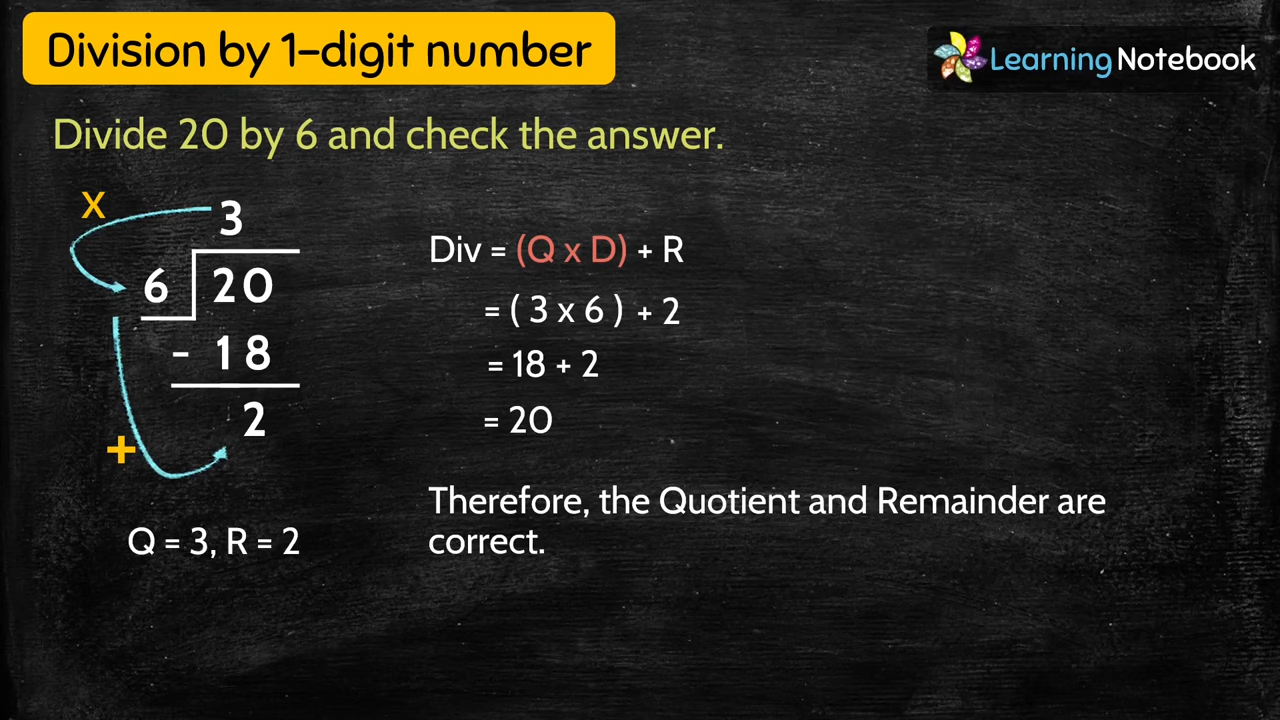 Division by 1-digit number
Learning Notebook
Divide 20 by 6 and check the answer.
x
3
6 20
- 18
2
+
Q = 3, R = 2
Div = (Q x D) + R
= ( 3 x 6 ) + 2
= 18 + 2
= 20
Therefore, the Quotient and Remainder are
correct.